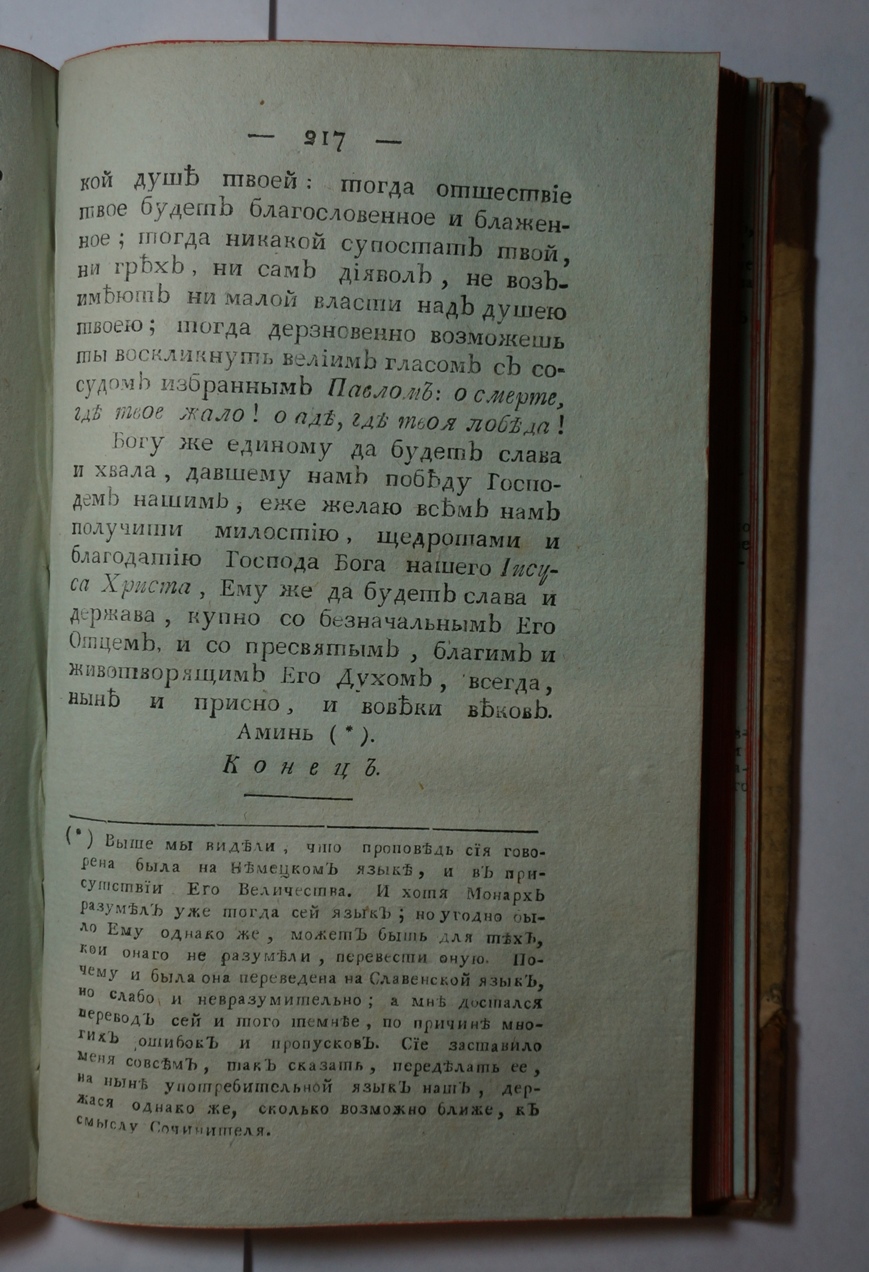 — 217 —
кой душѣ твоей: тогда отшествіе
твое будетъ благословенное и блажен-
ное; тогда никакой супостатъ твой,
ни грѣхъ, ни самъ діяволъ, не возъ-
имѣютъ ни малой власти надъ душею
твоею; тогда дерзновенно возможешь
ты воскликнуть веліимъ гласомъ съ со-
судомъ избраннымъ Павломъ: о смерте,
гдѣ твое жало! о адѣ, гдѣ твоя побѣда!
Богу же единому да будетъ слава
и хвала, давшему намъ побѣду Госпо-
демъ нашимъ, еже желаю всѣмъ намъ
получити милостію, щедротами и
благодатію Господа Бога нашего Іису-
са Христа, Ему же да будетъ слава и
держава, купно со безначальнымъ Его
Отцемъ, и со пресвятымъ, благимъ и
животворящимъ Его Духомъ, всегда,
нынѣ и присно, и вовѣки вѣковъ.
Аминь (*).
Конецъ.
(*) Выше мы видѣли, что проповѣдь сїя гово-
рена была на Нѣмецкомъ языкѣ, и въ при-
сутствїи Его Величества. И хотя Монархъ
разумѣлъ уже тогда сей языкъ; но угодно бы-
ло Ему однако же, можетъ быть для тѣхъ,
кои онаго не разумѣли, перевести оную. По-
чему и была она переведена на Славенской языкъ,
но слабо и невразумительно; а мнѣ достался
переводъ сей и того темнѣе, по причинѣ мно-
гихъ ошибокъ и пропусковъ. Сїе заставило
меня совсѣмъ, такъ сказать, передѣлать ее,
на нынѣ употребительной языкъ нашъ, дер-
жася однако же, сколько возможно ближе, къ
смыслу Сочинителя.